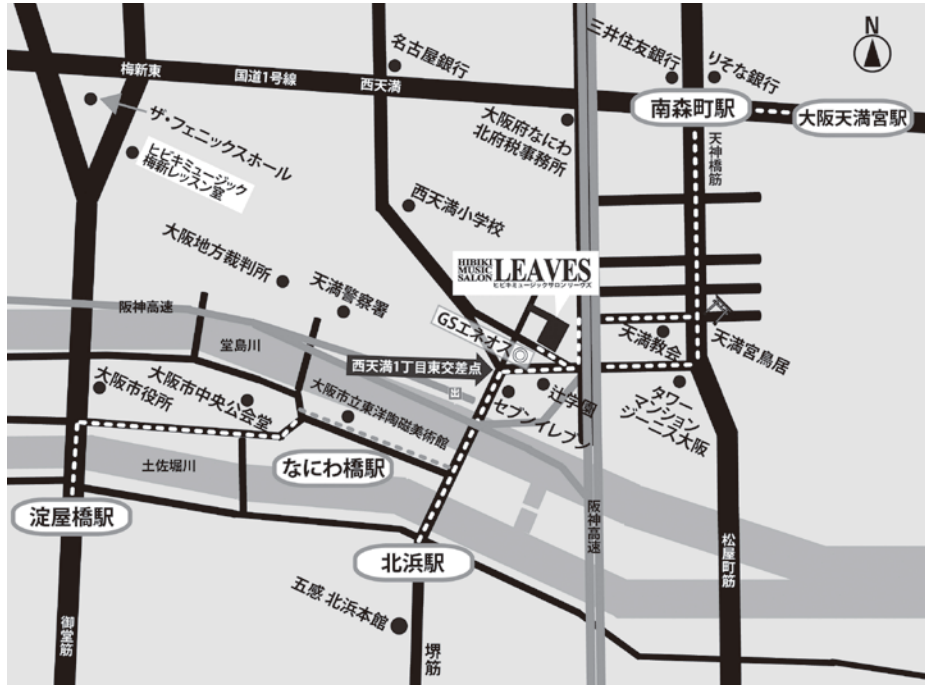 N
三井住友銀行
りそな銀行
名古屋銀行
梅新東
国道1号線
西天満
南森町駅
大阪天満宮駅
ザ・フェニックスホール
大阪府なにわ
北府税事務所
天神橋筋
ヒビキミュージック
梅新レッスン室
西天満小学校
大阪地方裁判所
HIBIKI
MUSIC
SALON
LEAVES
ヒビキミュージックサロン リーヴズ
天満警察署
阪神高速
GSエネオス
堂島川
天満教会
天満宮鳥居
西天満1丁目東交差点
大阪市役所
大阪市中央公会堂
大阪市立東洋陶磁美術館
出
セブンイレブン
辻学園
タワー
マンション
ジーニス大阪
土佐堀川
なにわ橋駅
淀屋橋駅
北浜駅
阪神高速
松屋町筋
五感 北浜本館
御堂筋
堺筋